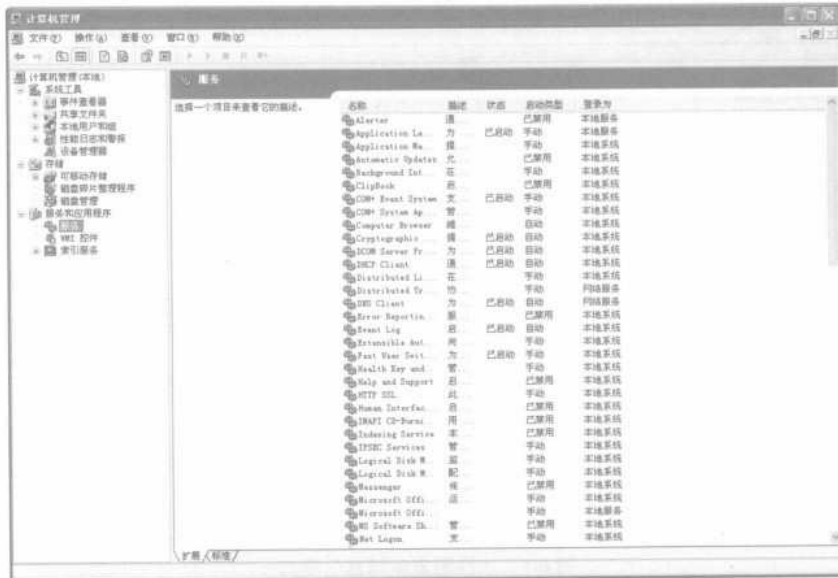 计算机管理
文件(F) 操作(A) 查看(V) 窗口(W) 帮助(H)
计算机管理(本地)
系统工具
事件查看器
共享文件夹
本地用户和组
性能日志和警报
设备管理器
存储
可移动存储
磁盘碎片整理程序
磁盘管理
服务和应用程序
服务
WMI 控件
索引服务
服务
选择一个项目来查看它的描述。
名称 描述 状态 启动类型 登录为
Alerter 通... 已禁用 本地服务
Application La... 为... 已启动 手动 本地服务
Application Ma... 提... 手动 本地系统
Automatic Updates 允... 已禁用 本地系统
Background Int... 在... 手动 本地系统
ClipBook 启... 已禁用 本地系统
COM+ Event System 支... 已启动 手动 本地系统
COM+ System Ap... 管... 手动 本地系统
Computer Browser 维... 自动 本地系统
Cryptographic ... 提... 已启动 自动 本地系统
DCOM Server Pr... 为... 已启动 自动 本地系统
DHCP Client 通... 已启动 自动 本地系统
Distributed Li... 在... 手动 本地系统
Distributed Tr... 协... 手动 网络服务
DNS Client 为... 已启动 自动 网络服务
Error Reportin... 服... 已禁用 本地系统
Event Log 启... 已启动 自动 本地系统
Extensible Aut... 向... 手动 本地系统
Fast User Swit... 为... 已启动 手动 本地系统
Health Key and... 管... 手动 本地系统
Help and Support 启... 已禁用 本地系统
HTTP SSL 此... 手动 本地系统
Human Interfac... 启... 已禁用 本地系统
IMAPI CD-Burni... 用... 已禁用 本地系统
Indexing Service 本... 已禁用 本地系统
IPSEC Services 管... 手动 本地系统
Logical Disk M... 监... 手动 本地系统
Logical Disk M... 配... 手动 本地系统
Messenger 传... 已禁用 本地系统
Microsoft Offi... 运... 手动 本地系统
Microsoft Offi... 手动 本地服务
MS Software Sh... 管... 已禁用 本地系统
Net Logon 支... 手动 本地系统
扩展 标准